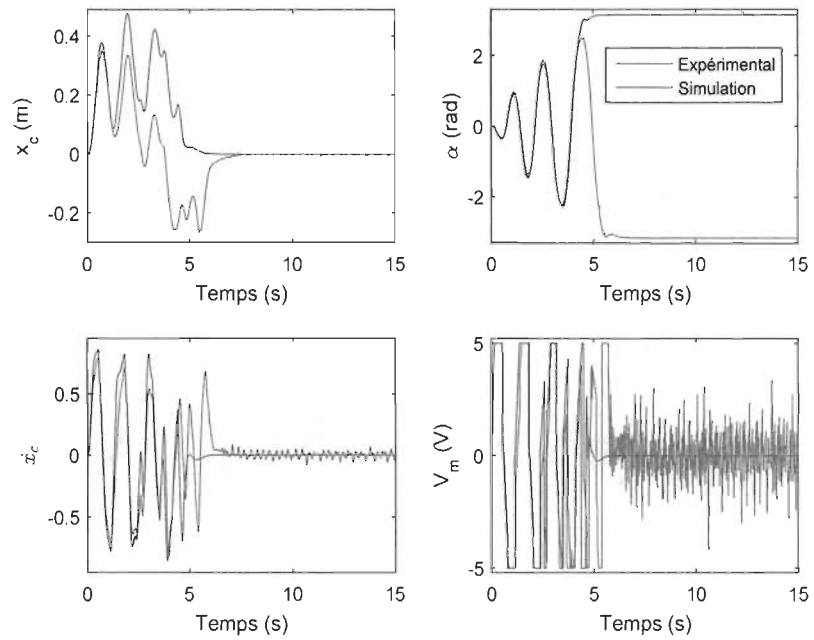 0.4
0.2
0
-0.2
x_c (m)
0
5
10
15
Temps (s)
2
0
-2
α (rad)
Expérimental
Simulation
0
5
10
15
Temps (s)
0.5
0
-0.5
ẋ_c
0
5
10
15
Temps (s)
5
0
-5
V_m (V)
0
5
10
15
Temps (s)